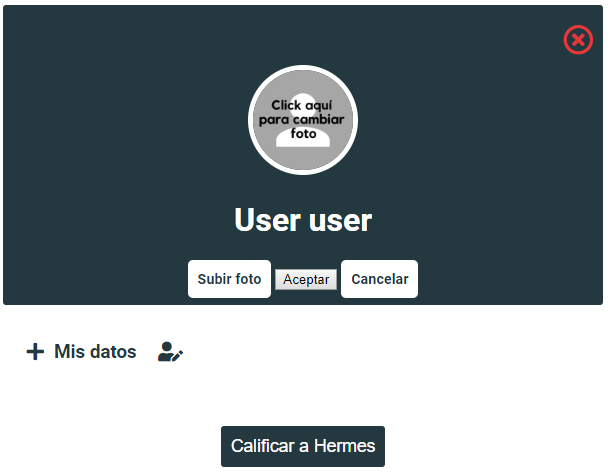 Click aquí
para cambiar
foto
User user
Subir foto Aceptar Cancelar
Mis datos
Calificar a Hermes